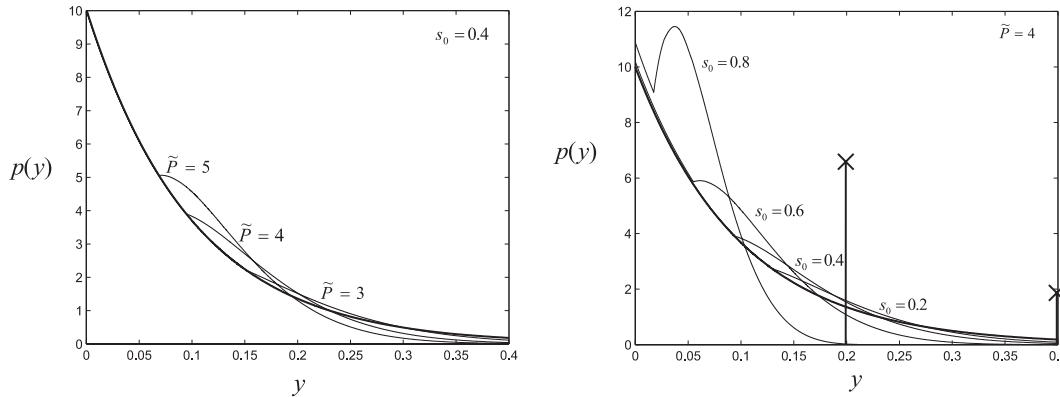 10
9
8
7
6
5
4
3
2
1
0
p(y)
s₀ = 0.4
P̃ = 5
P̃ = 4
P̃ = 3
0 0.05 0.1 0.15 0.2 0.25 0.3 0.35 0.4
y
12
10
8
6
4
2
0
p(y)
P̃ = 4
s₀ = 0.8
s₀ = 0.6
s₀ = 0.4
s₀ = 0.2
0 0.05 0.1 0.15 0.2 0.25 0.3 0.35 0.
y